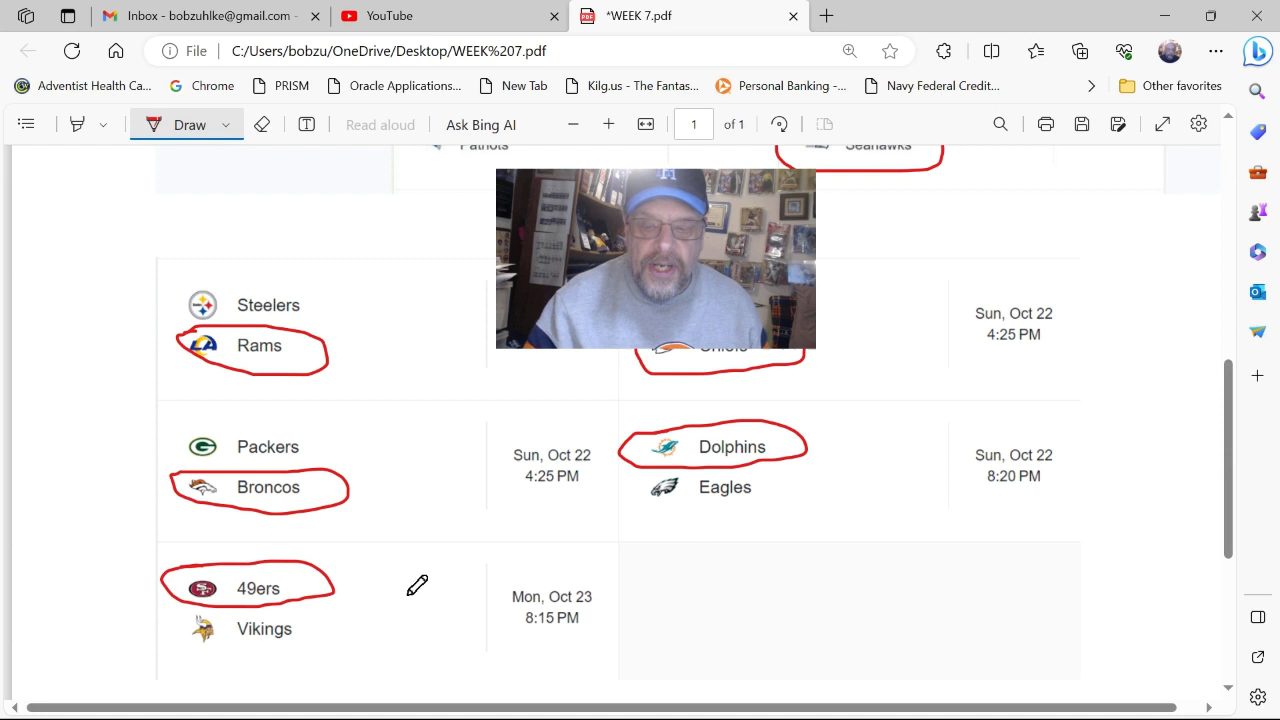 Inbox - bobzuhlke@gmail.com -
YouTube
*WEEK 7.pdf
File
C:/Users/bobzu/OneDrive/Desktop/WEEK%207.pdf
Adventist Health Ca...
Chrome
PRISM
Oracle Applications...
New Tab
Kilg.us - The Fantas...
Personal Banking -...
Navy Federal Credit...
Other favorites
Draw
Read aloud
Ask Bing AI
1
of 1
Patriots
Seahawks
Steelers
Rams
Chiefs
Sun, Oct 22
4:25 PM
Packers
Broncos
Sun, Oct 22
4:25 PM
Dolphins
Eagles
Sun, Oct 22
8:20 PM
49ers
Vikings
Mon, Oct 23
8:15 PM